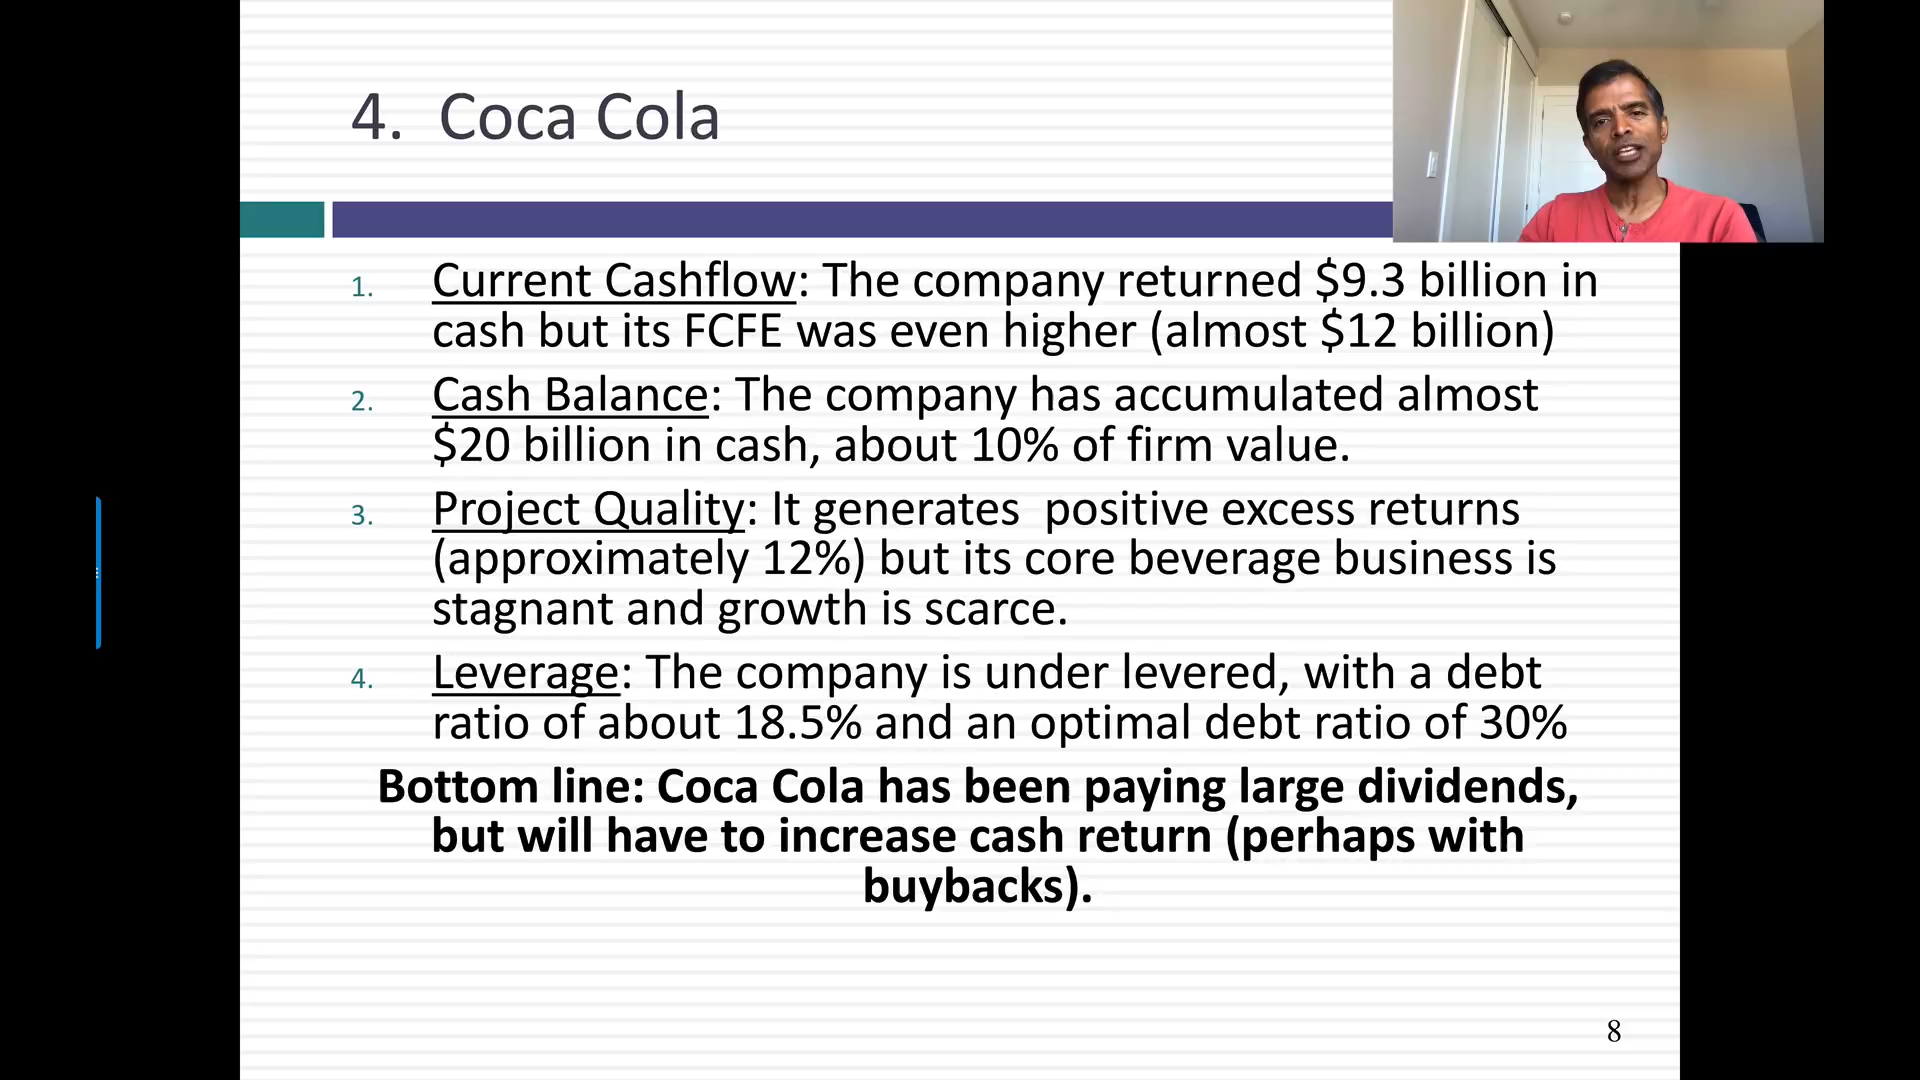 4. Coca Cola
1. Current Cashflow: The company returned $9.3 billion in
cash but its FCFE was even higher (almost $12 billion)
2. Cash Balance: The company has accumulated almost
$20 billion in cash, about 10% of firm value.
3. Project Quality: It generates  positive excess returns
(approximately 12%) but its core beverage business is
stagnant and growth is scarce.
4. Leverage: The company is under levered, with a debt
ratio of about 18.5% and an optimal debt ratio of 30%
Bottom line: Coca Cola has been paying large dividends,
but will have to increase cash return (perhaps with
buybacks).
8